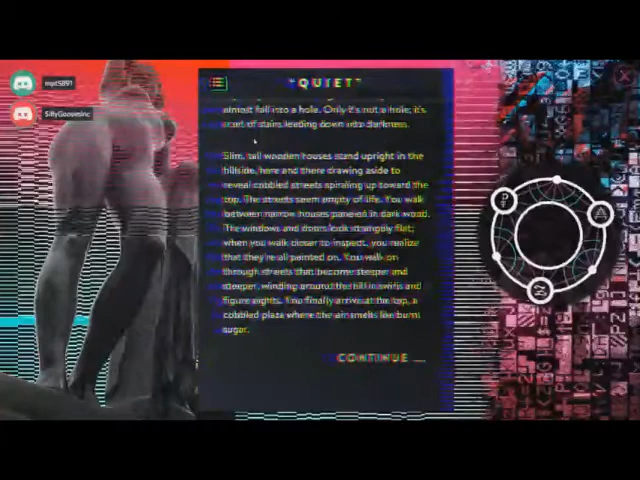 mpt5891
SillyGoovesinc
"QUIET"
almost fall into a hole. Only it's not a hole; it's
a set of stairs leading down into darkness.
Slim, tall wooden houses stand upright in the
hillside, here and there drawing aside to
reveal cobbled streets spiraling up toward the
top. The streets seem empty of life. You walk
between narrow houses paneled in dark wood.
The windows and doors look strangely flat;
when you walk closer to inspect, you realize
that they're all painted on. You walk on
through streets that become steeper and
steeper, winding around the hill in swirls and
figure eights. You finally arrive at the top, a
cobbled plaza where the air smells like burnt
sugar.
CONTINUE